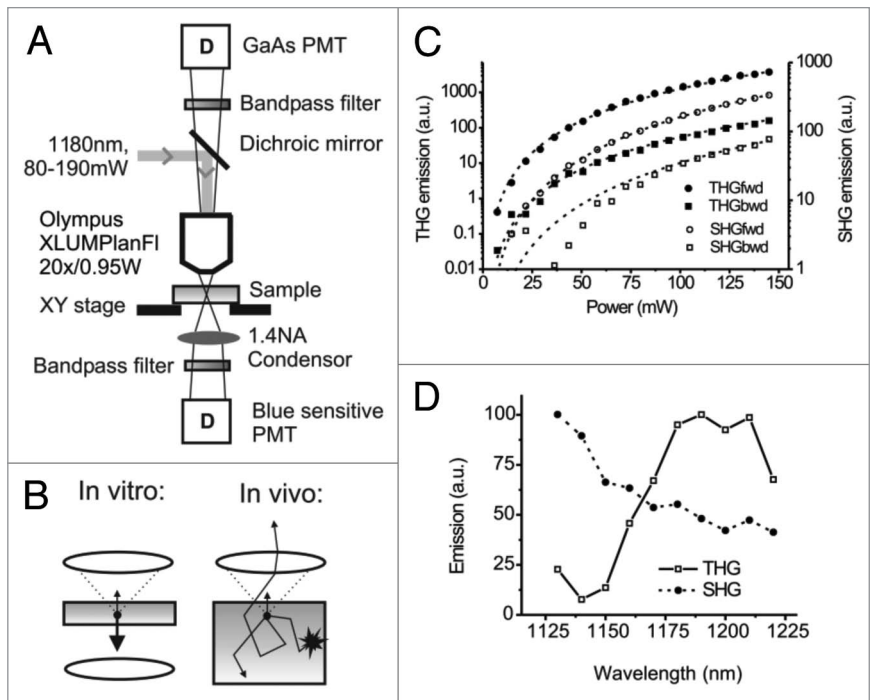 A
D
GaAs PMT
Bandpass filter
Dichroic mirror
1180nm,
80-190mW
Olympus
XLUMPlanFl
20x/0.95W
Sample
XY stage
1.4NA
Condensor
Bandpass filter
D
Blue sensitive
PMT
B
In vitro:
In vivo:
C
THG emission (a.u.)
1000
100
10
1
0.1
0.01
1000
100
10
1
SHG emission (a.u.)
THGfwd
THGbwd
SHGfwd
SHGbwd
0 25 50 75 100 125 150
Power (mW)
D
Emission (a.u.)
100
75
50
25
0
THG
SHG
1125 1150 1175 1200 1225
Wavelength (nm)